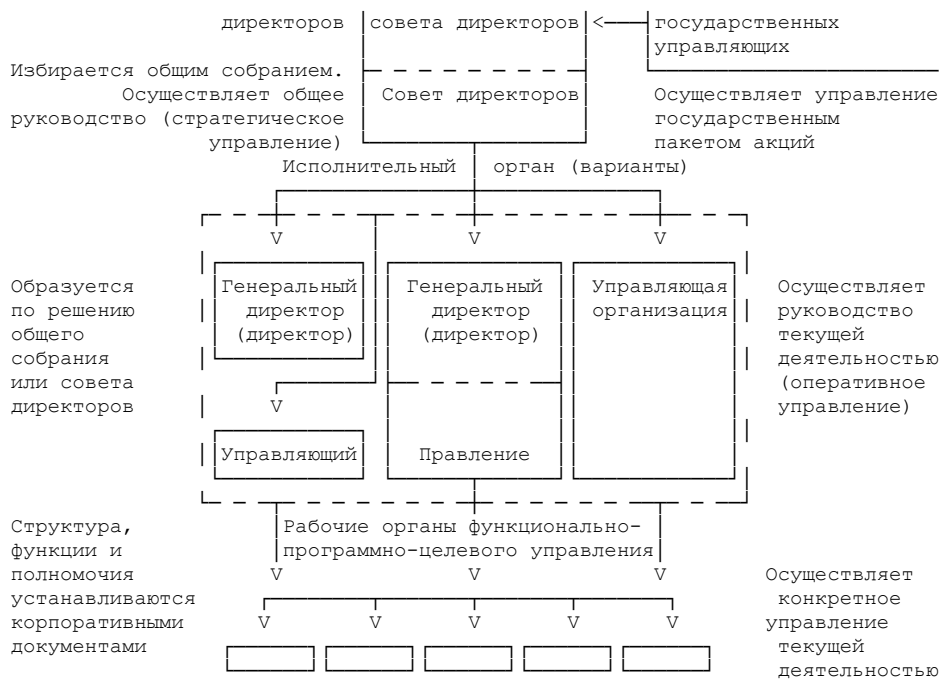 директоров совета директоров < государственных
управляющих
Избирается общим собранием.
Осуществляет общее Совет директоров Осуществляет управление
руководство (стратегическое государственным
управление) пакетом акций
Исполнительный орган (варианты)
V V V
Образуется Генеральный Генеральный Управляющая Осуществляет
по решению директор директор организация руководство
общего (директор) (директор) текущей
собрания деятельностью
или совета (оперативное
директоров V управление)
Управляющий Правление
Структура, Рабочие органы функционально-
функции и программно-целевого управления
полномочия V V V Осуществляет
устанавливаются конкретное
корпоративными V V V V V управление
документами текущей
деятельностью